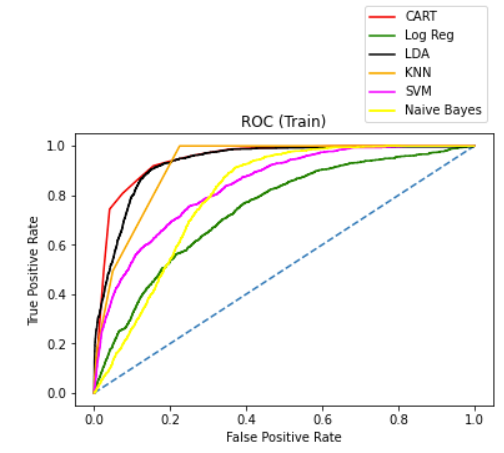 CART
Log Reg
LDA
KNN
SVM
Naive Bayes
ROC (Train)
1.0
0.8
0.6
0.4
0.2
0.0
True Positive Rate
0.0 0.2 0.4 0.6 0.8 1.0
False Positive Rate